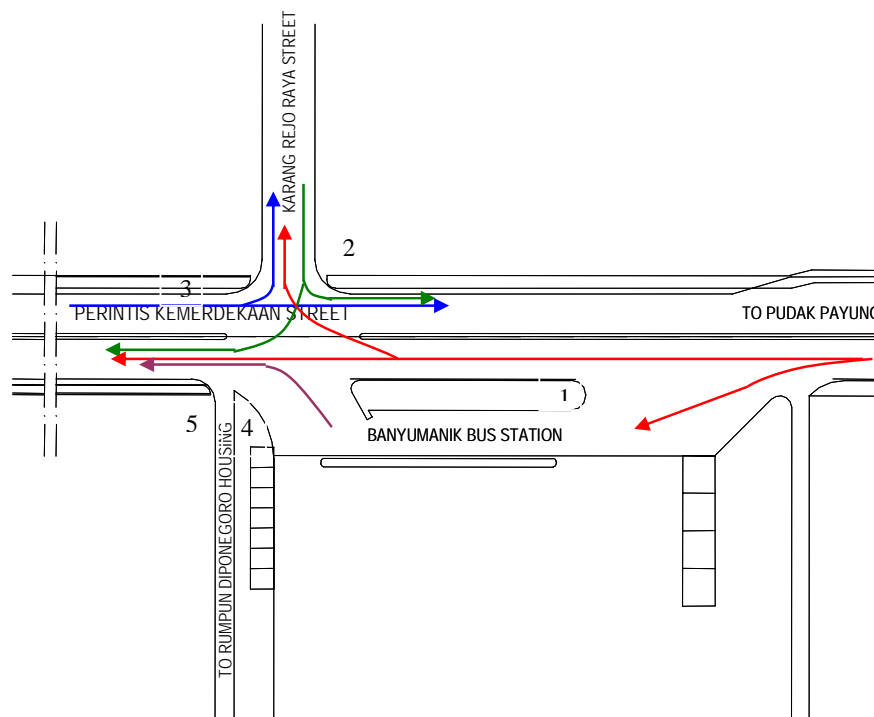 KARANG REJO RAYA STREET
2
3
PERINTIS KEMERDEKAAN STREET
TO PUDAK PAYUNG
1
5
4
BANYUMANIK BUS STATION
TO RUMPUN DIPONEGORO HOUSING